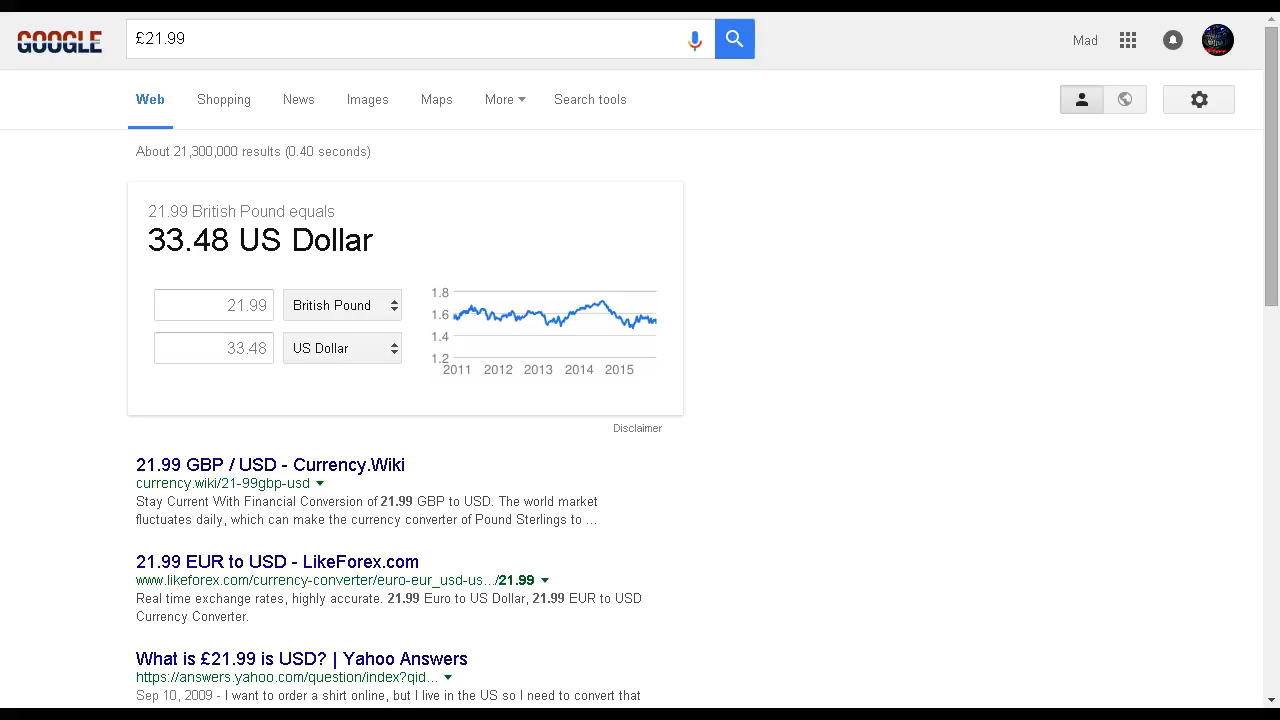 GOOGLE
£21.99
Mad
Web Shopping News Images Maps More Search tools
About 21,300,000 results (0.40 seconds)
21.99 British Pound equals
33.48 US Dollar
21.99 British Pound
33.48 US Dollar
1.8
1.6
1.4
1.2
2011 2012 2013 2014 2015
Disclaimer
21.99 GBP / USD - Currency.Wiki
currency.wiki/21-99gbp-usd
Stay Current With Financial Conversion of 21.99 GBP to USD. The world market
fluctuates daily, which can make the currency converter of Pound Sterlings to ...
21.99 EUR to USD - LikeForex.com
www.likeforex.com/currency-converter/euro-eur_usd-us.../21.99
Real time exchange rates, highly accurate. 21.99 Euro to US Dollar, 21.99 EUR to USD
Currency Converter.
What is £21.99 is USD? | Yahoo Answers
https://answers.yahoo.com/question/index?qid...
Sep 10, 2009 - I want to order a shirt online, but I live in the US so I need to convert that